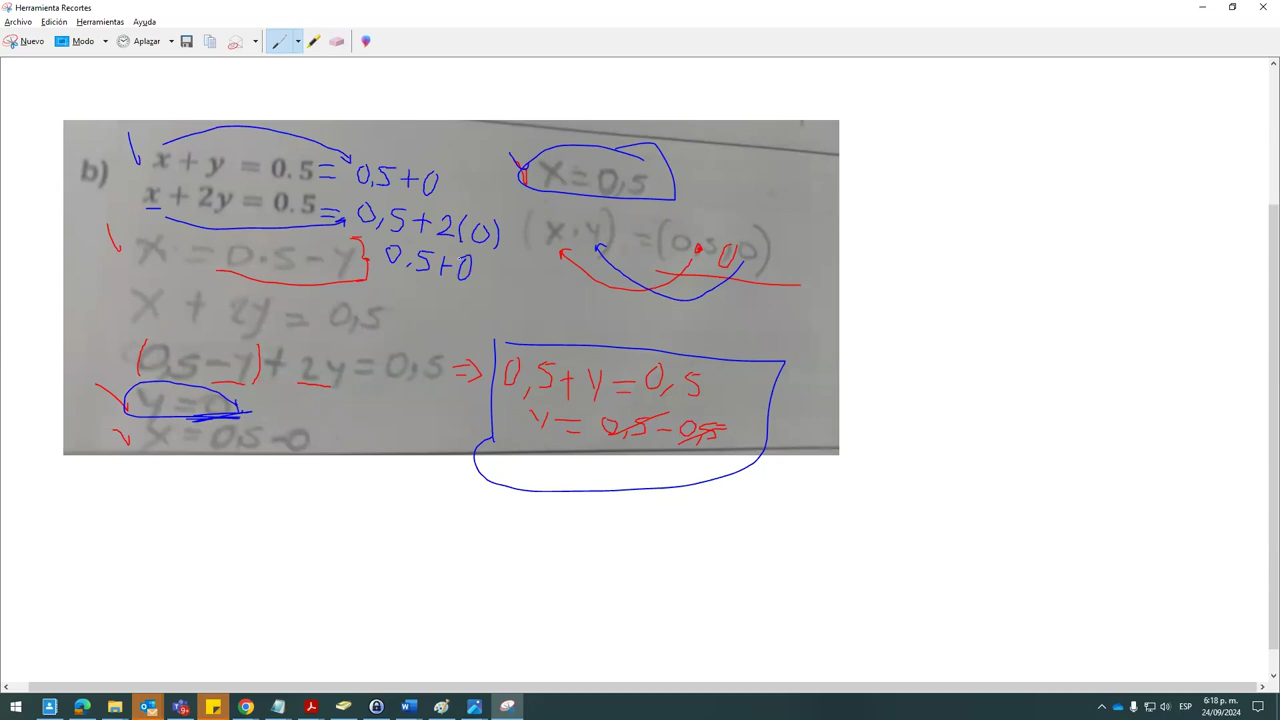 Herramienta Recortes
Archivo Edición Herramientas Ayuda
Nuevo Modo Aplazar
b) x + y = 0.5 = 0,5+0
x + 2y = 0.5 = 0,5+2(0)
x = 0.5 - y 0.5+0
x + 2y = 0,5
(0,5-y) + 2y = 0,5 ⇒ 0,5+y=0,5
y = 0,5-0,5
y = 0
x = 0,5-0
x = 0,5
(x, y) = (0,5, 0)
ESP
6:18 p. m.
24/09/2024